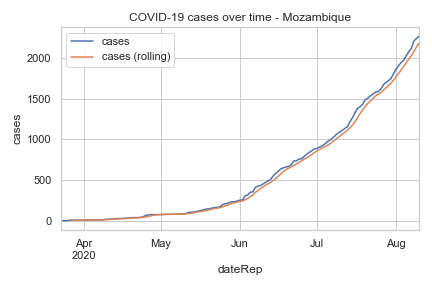 COVID-19 cases over time - Mozambique
cases
cases (rolling)
2000
1500
1000
500
0
cases
Apr May Jun Jul Aug
2020
dateRep